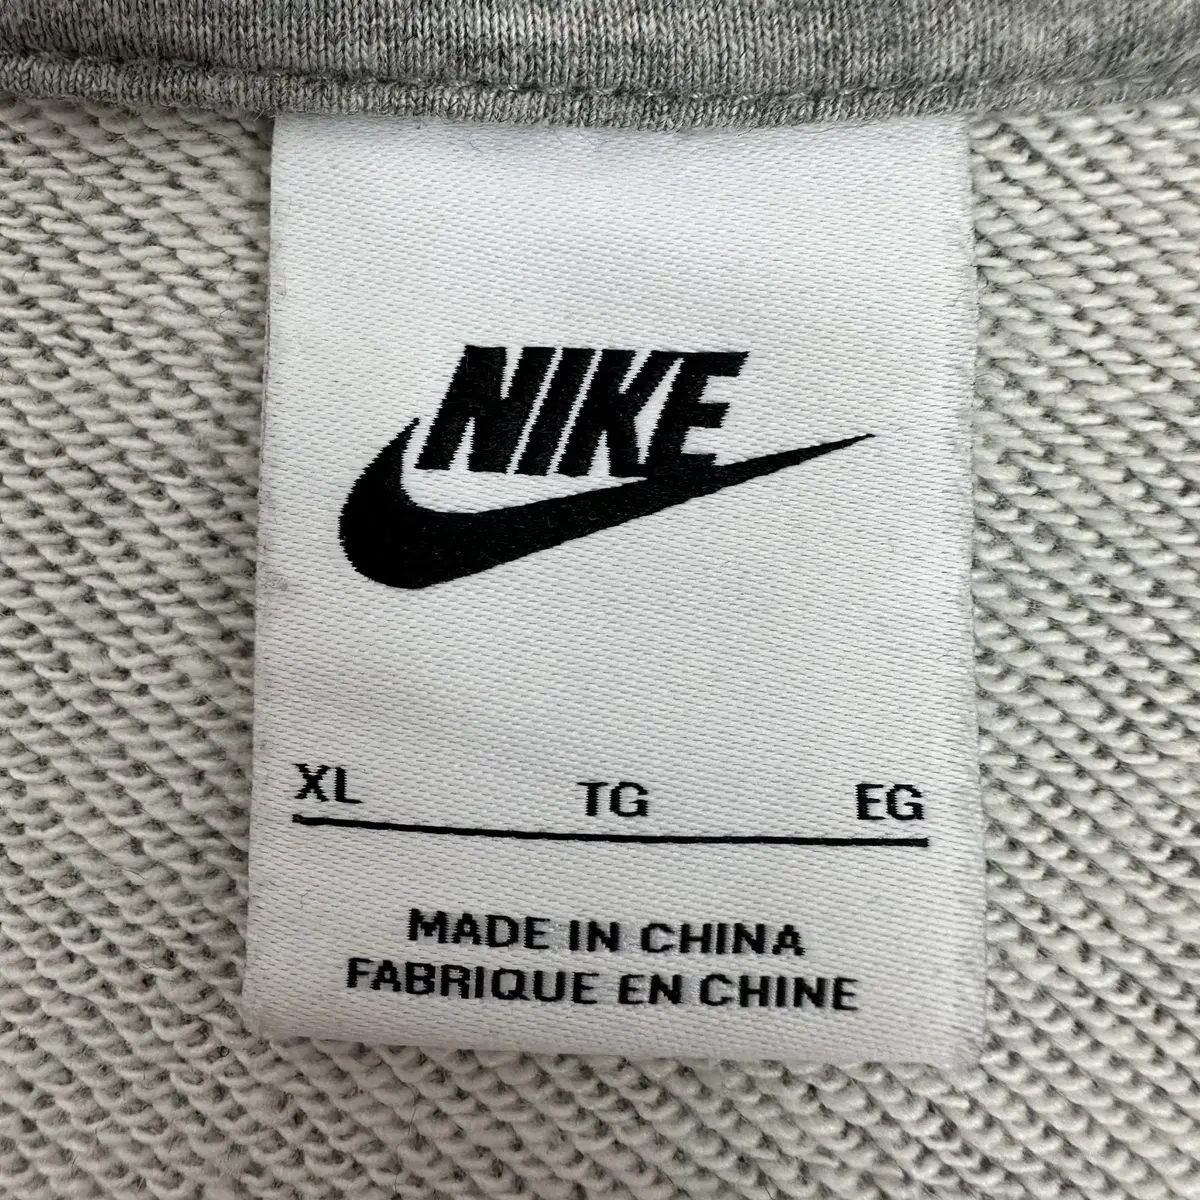 NIKE
XL TG EG
MADE IN CHINA
FABRIQUE EN CHINE